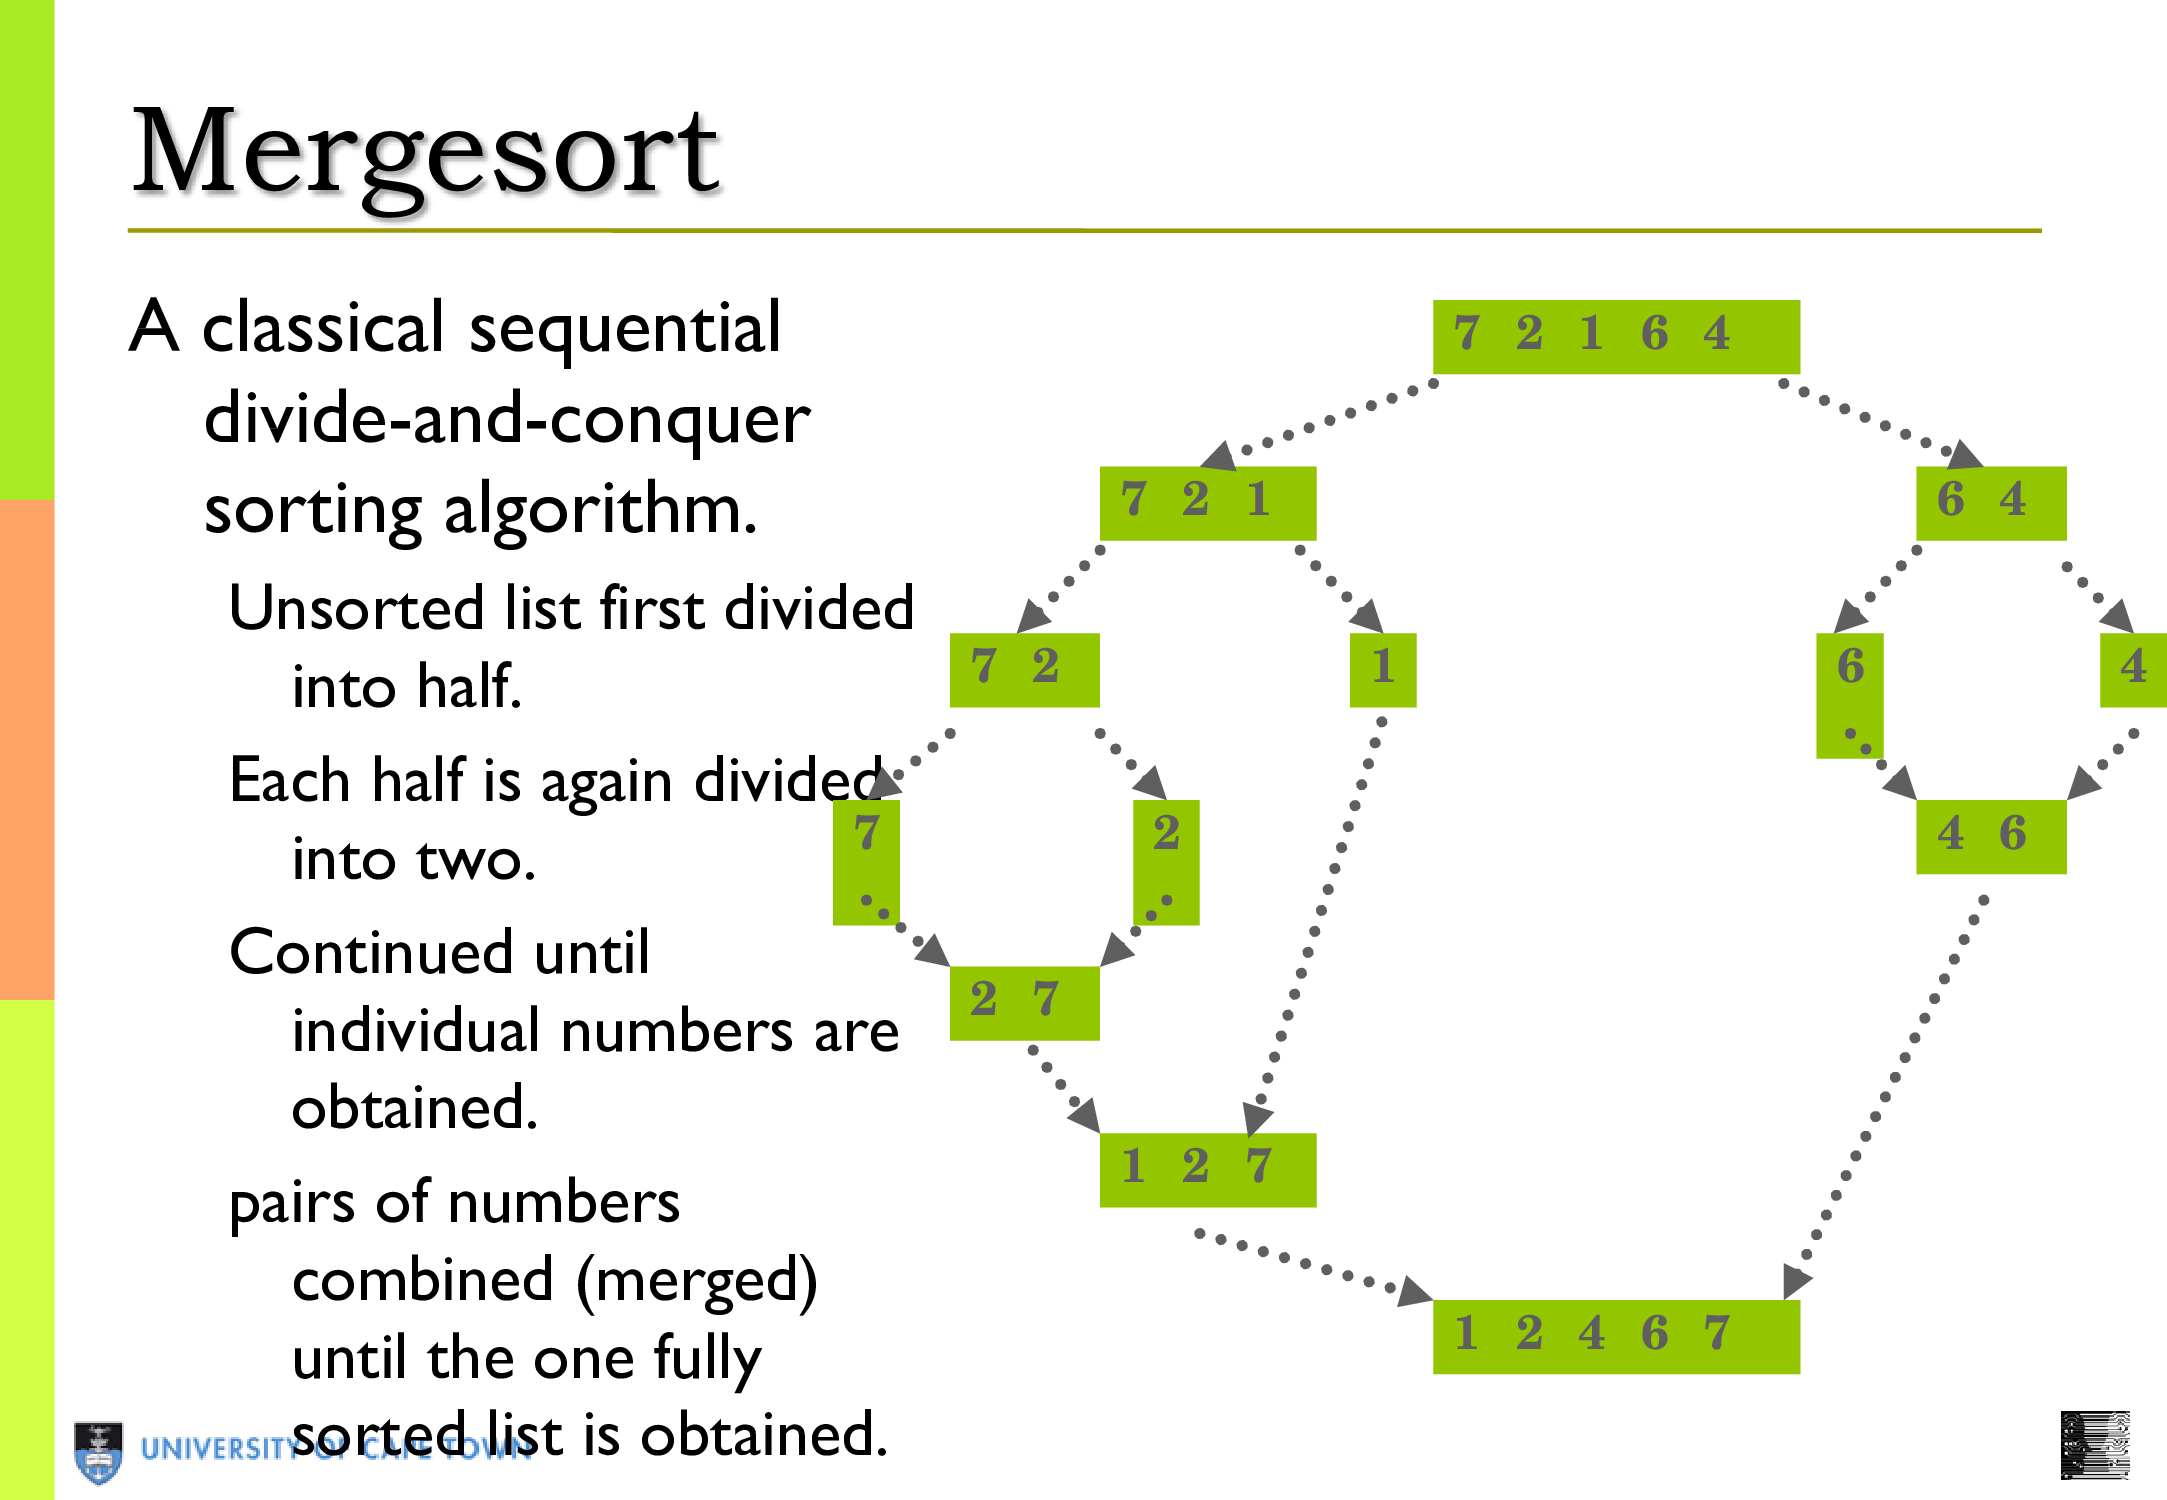 Mergesort
A classical sequential
divide-and-conquer
sorting algorithm.
Unsorted list first divided
into half.
Each half is again divided
into two.
Continued until
individual numbers are
obtained.
pairs of numbers
combined (merged)
until the one fully
sorted list is obtained.
7 2 1 6 4
7 2 1
6 4
7 2
1
6
4
7
2
4 6
2 7
1 2 7
1 2 4 6 7
UNIVERSITY OF CAPE TOWN